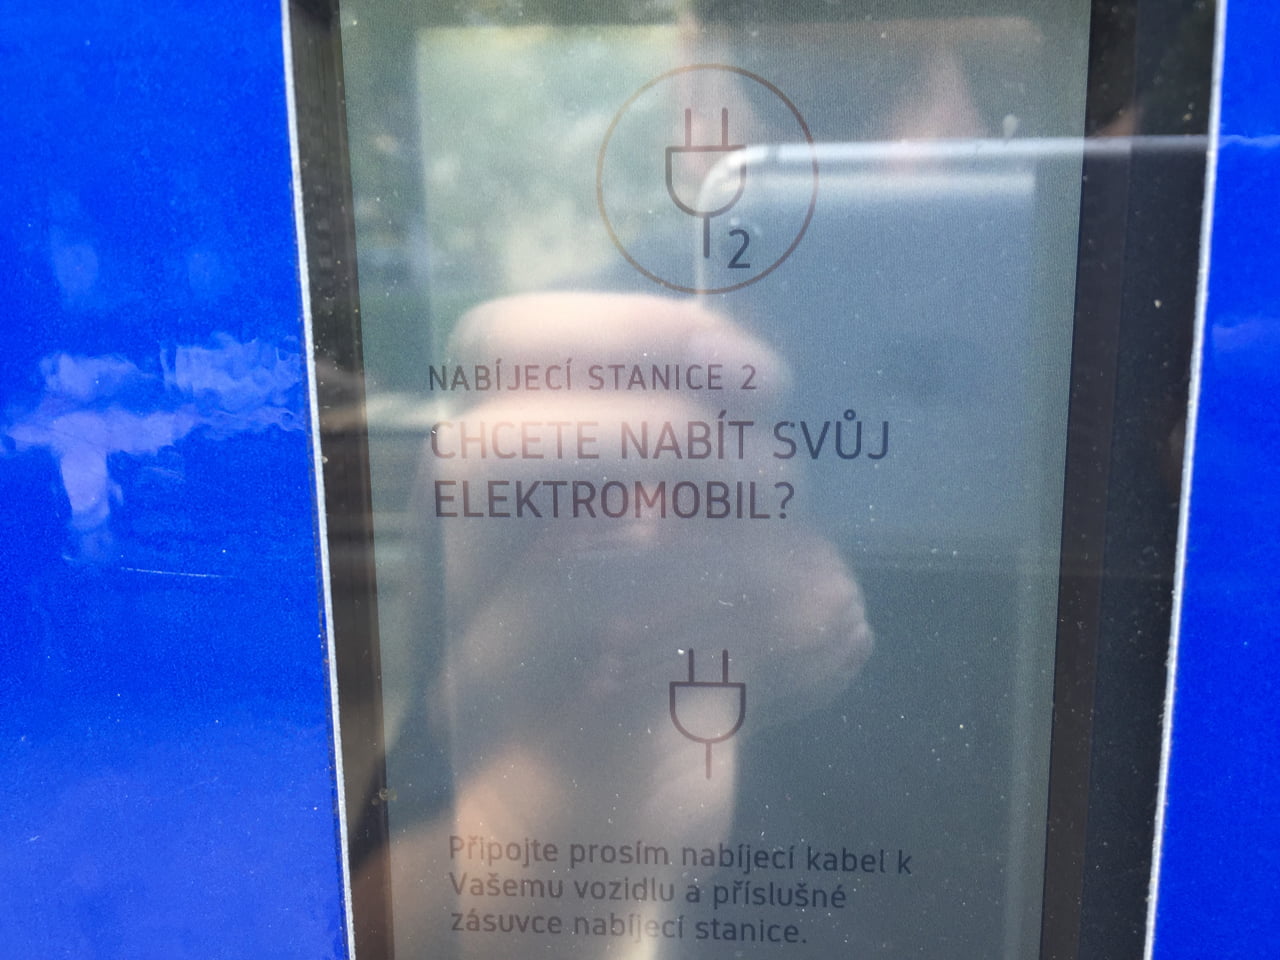 2
NABÍJECÍ STANICE 2
CHCETE NABÍT SVŮJ
ELEKTROMOBIL?
Připojte prosím nabíjecí kabel k
Vašemu vozidlu a příslušné
zásuvce nabíjecí stanice.